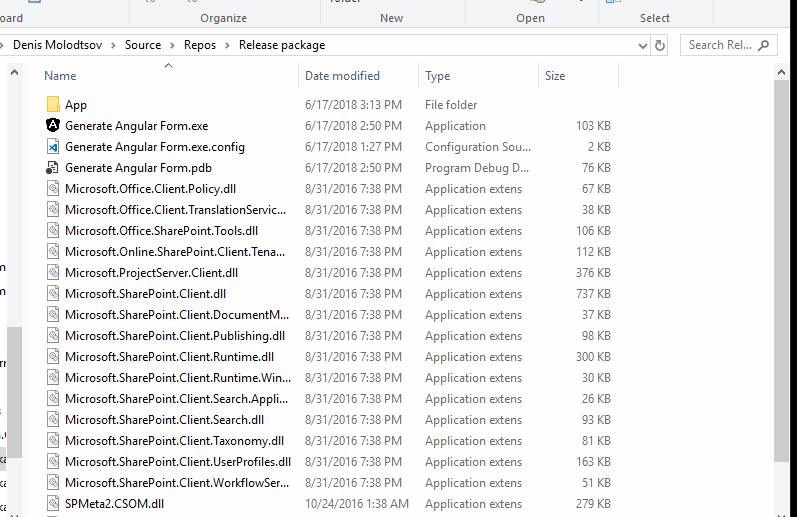 oard
Organize
New
Open
Select
Denis Molodtsov > Source > Repos > Release package
Search Rel...
Name Date modified Type Size
App 6/17/2018 3:13 PM File folder
Generate Angular Form.exe 6/17/2018 2:50 PM Application 103 KB
Generate Angular Form.exe.config 6/17/2018 1:27 PM Configuration Sou... 2 KB
Generate Angular Form.pdb 6/17/2018 2:50 PM Program Debug D... 76 KB
Microsoft.Office.Client.Policy.dll 8/31/2016 7:38 PM Application extens 67 KB
Microsoft.Office.Client.TranslationServic... 8/31/2016 7:38 PM Application extens 38 KB
Microsoft.Office.SharePoint.Tools.dll 8/31/2016 7:38 PM Application extens 106 KB
Microsoft.Online.SharePoint.Client.Tena... 8/31/2016 7:38 PM Application extens 112 KB
Microsoft.ProjectServer.Client.dll 8/31/2016 7:38 PM Application extens 376 KB
Microsoft.SharePoint.Client.dll 8/31/2016 7:38 PM Application extens 737 KB
Microsoft.SharePoint.Client.DocumentM... 8/31/2016 7:38 PM Application extens 37 KB
Microsoft.SharePoint.Client.Publishing.dll 8/31/2016 7:38 PM Application extens 98 KB
Microsoft.SharePoint.Client.Runtime.dll 8/31/2016 7:38 PM Application extens 300 KB
Microsoft.SharePoint.Client.Runtime.Win... 8/31/2016 7:38 PM Application extens 30 KB
Microsoft.SharePoint.Client.Search.Appli... 8/31/2016 7:38 PM Application extens 26 KB
Microsoft.SharePoint.Client.Search.dll 8/31/2016 7:38 PM Application extens 93 KB
Microsoft.SharePoint.Client.Taxonomy.dll 8/31/2016 7:38 PM Application extens 81 KB
Microsoft.SharePoint.Client.UserProfiles.dll 8/31/2016 7:38 PM Application extens 163 KB
Microsoft.SharePoint.Client.WorkflowSer... 8/31/2016 7:38 PM Application extens 51 KB
SPMeta2.CSOM.dll 10/24/2016 1:38 AM Application extens 279 KB